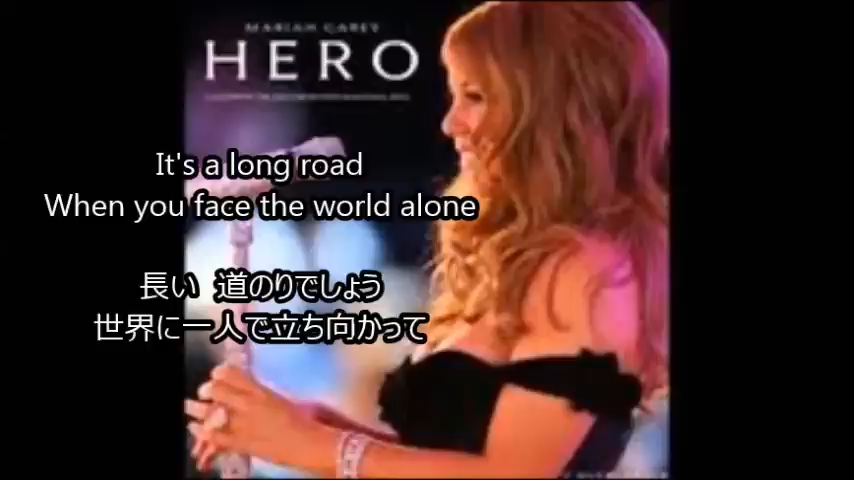 MARIAH CAREY
HERO
It's a long road
When you face the world alone
長い 道のりでしょう
世界に一人で立ち向かって